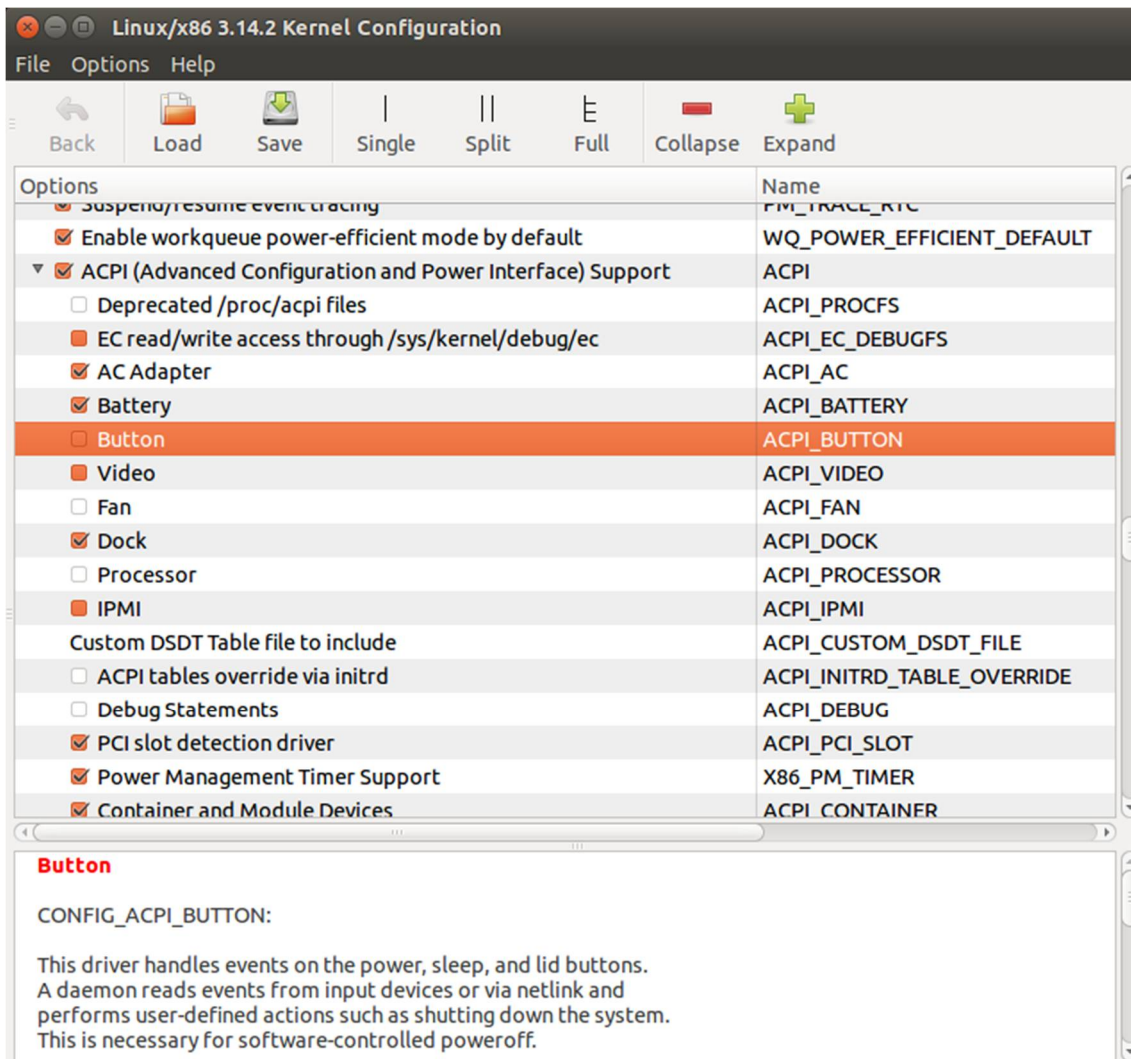 Linux/x86 3.14.2 Kernel Configuration
File Options Help
Back Load Save Single Split Full Collapse Expand
Options Name
Suspend/resume event tracing PM_TRACE_RTC
Enable workqueue power-efficient mode by default WQ_POWER_EFFICIENT_DEFAULT
ACPI (Advanced Configuration and Power Interface) Support ACPI
Deprecated /proc/acpi files ACPI_PROCFS
EC read/write access through /sys/kernel/debug/ec ACPI_EC_DEBUGFS
AC Adapter ACPI_AC
Battery ACPI_BATTERY
Button ACPI_BUTTON
Video ACPI_VIDEO
Fan ACPI_FAN
Dock ACPI_DOCK
Processor ACPI_PROCESSOR
IPMI ACPI_IPMI
Custom DSDT Table file to include ACPI_CUSTOM_DSDT_FILE
ACPI tables override via initrd ACPI_INITRD_TABLE_OVERRIDE
Debug Statements ACPI_DEBUG
PCI slot detection driver ACPI_PCI_SLOT
Power Management Timer Support X86_PM_TIMER
Container and Module Devices ACPI_CONTAINER
Button
CONFIG_ACPI_BUTTON:
This driver handles events on the power, sleep, and lid buttons.
A daemon reads events from input devices or via netlink and
performs user-defined actions such as shutting down the system.
This is necessary for software-controlled poweroff.